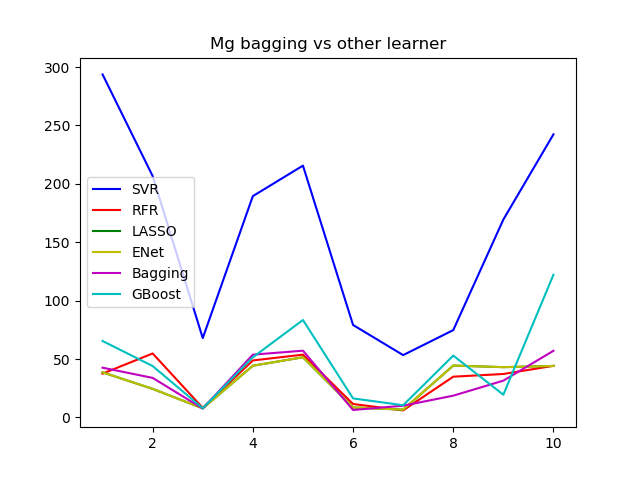 Mg bagging vs other learner
300
250
200
150
100
50
0
SVR
RFR
LASSO
ENet
Bagging
GBoost
2 4 6 8 10